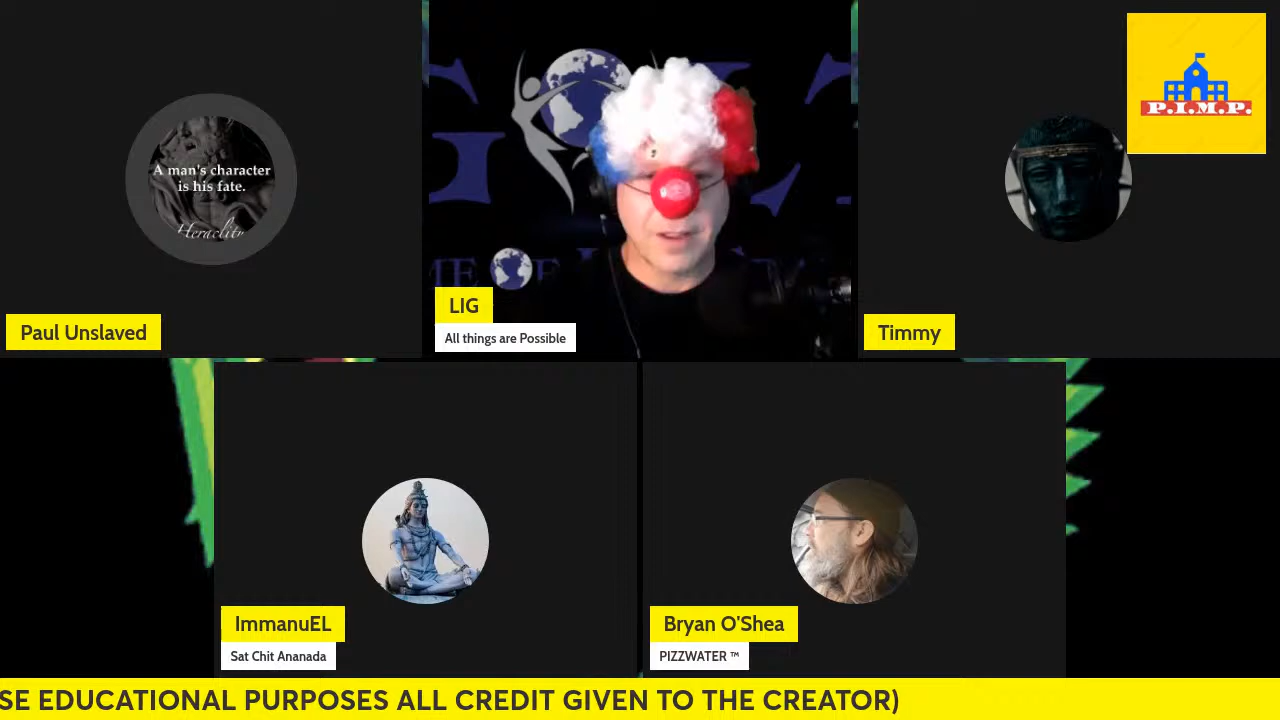 A man's character
is his fate.
Paul Unslaved
LIG
All things are Possible
Timmy
P.I.M.P.
ImmanuEL
Sat Chit Ananada
Bryan O'Shea
PIZZWATER ™
SE EDUCATIONAL PURPOSES ALL CREDIT GIVEN TO THE CREATOR)